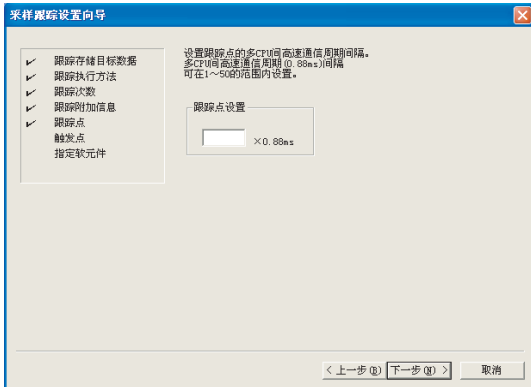 采样跟踪设置向导
跟踪存储目标数据
跟踪执行方法
跟踪次数
跟踪附加信息
跟踪点
触发点
指定软元件
设置跟踪点的多CPU间高速通信周期间隔。
多CPU间高速通信周期(0.88ms)间隔
可在1～50的范围内设置。
跟踪点设置
×0.88ms
< 上一步(B)
下一步(N) >
取消